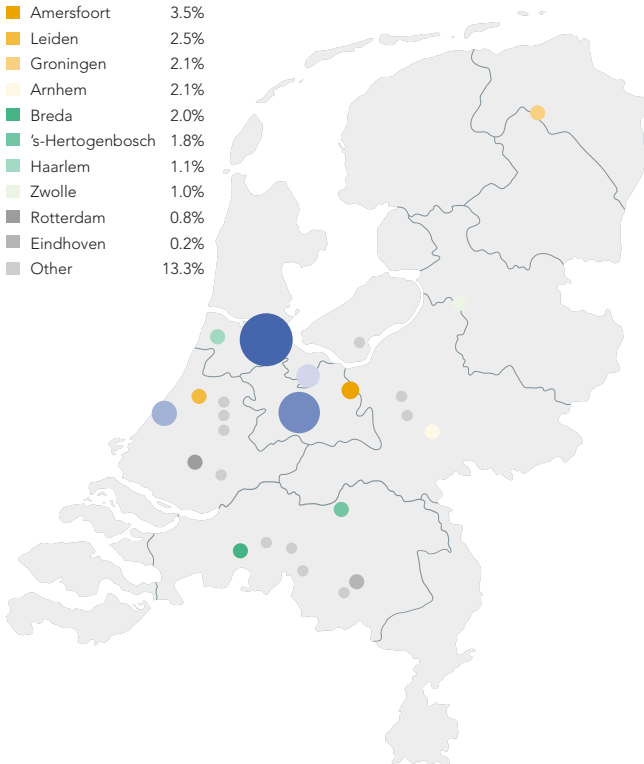 Amersfoort 3.5%
Leiden 2.5%
Groningen 2.1%
Arnhem 2.1%
Breda 2.0%
’s-Hertogenbosch 1.8%
Haarlem 1.1%
Zwolle 1.0%
Rotterdam 0.8%
Eindhoven 0.2%
Other 13.3%